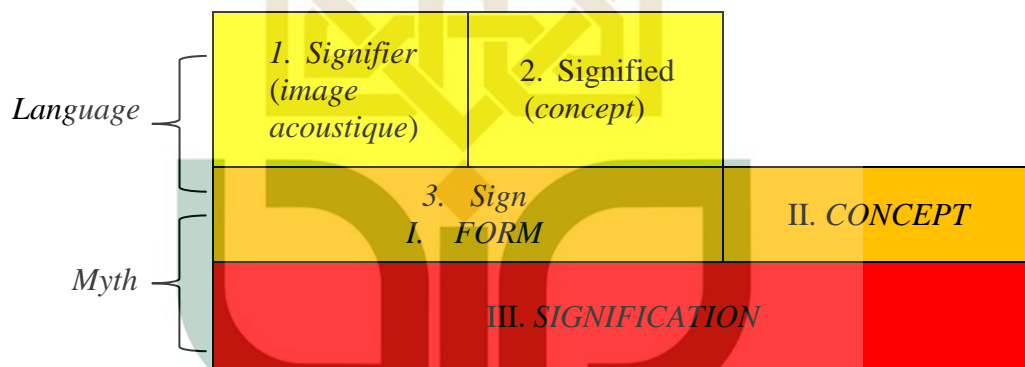 1. Signifier
(image
acoustique)
2. Signified
(concept)
Language
3. Sign
I. FORM
II. CONCEPT
Myth
III. SIGNIFICATION